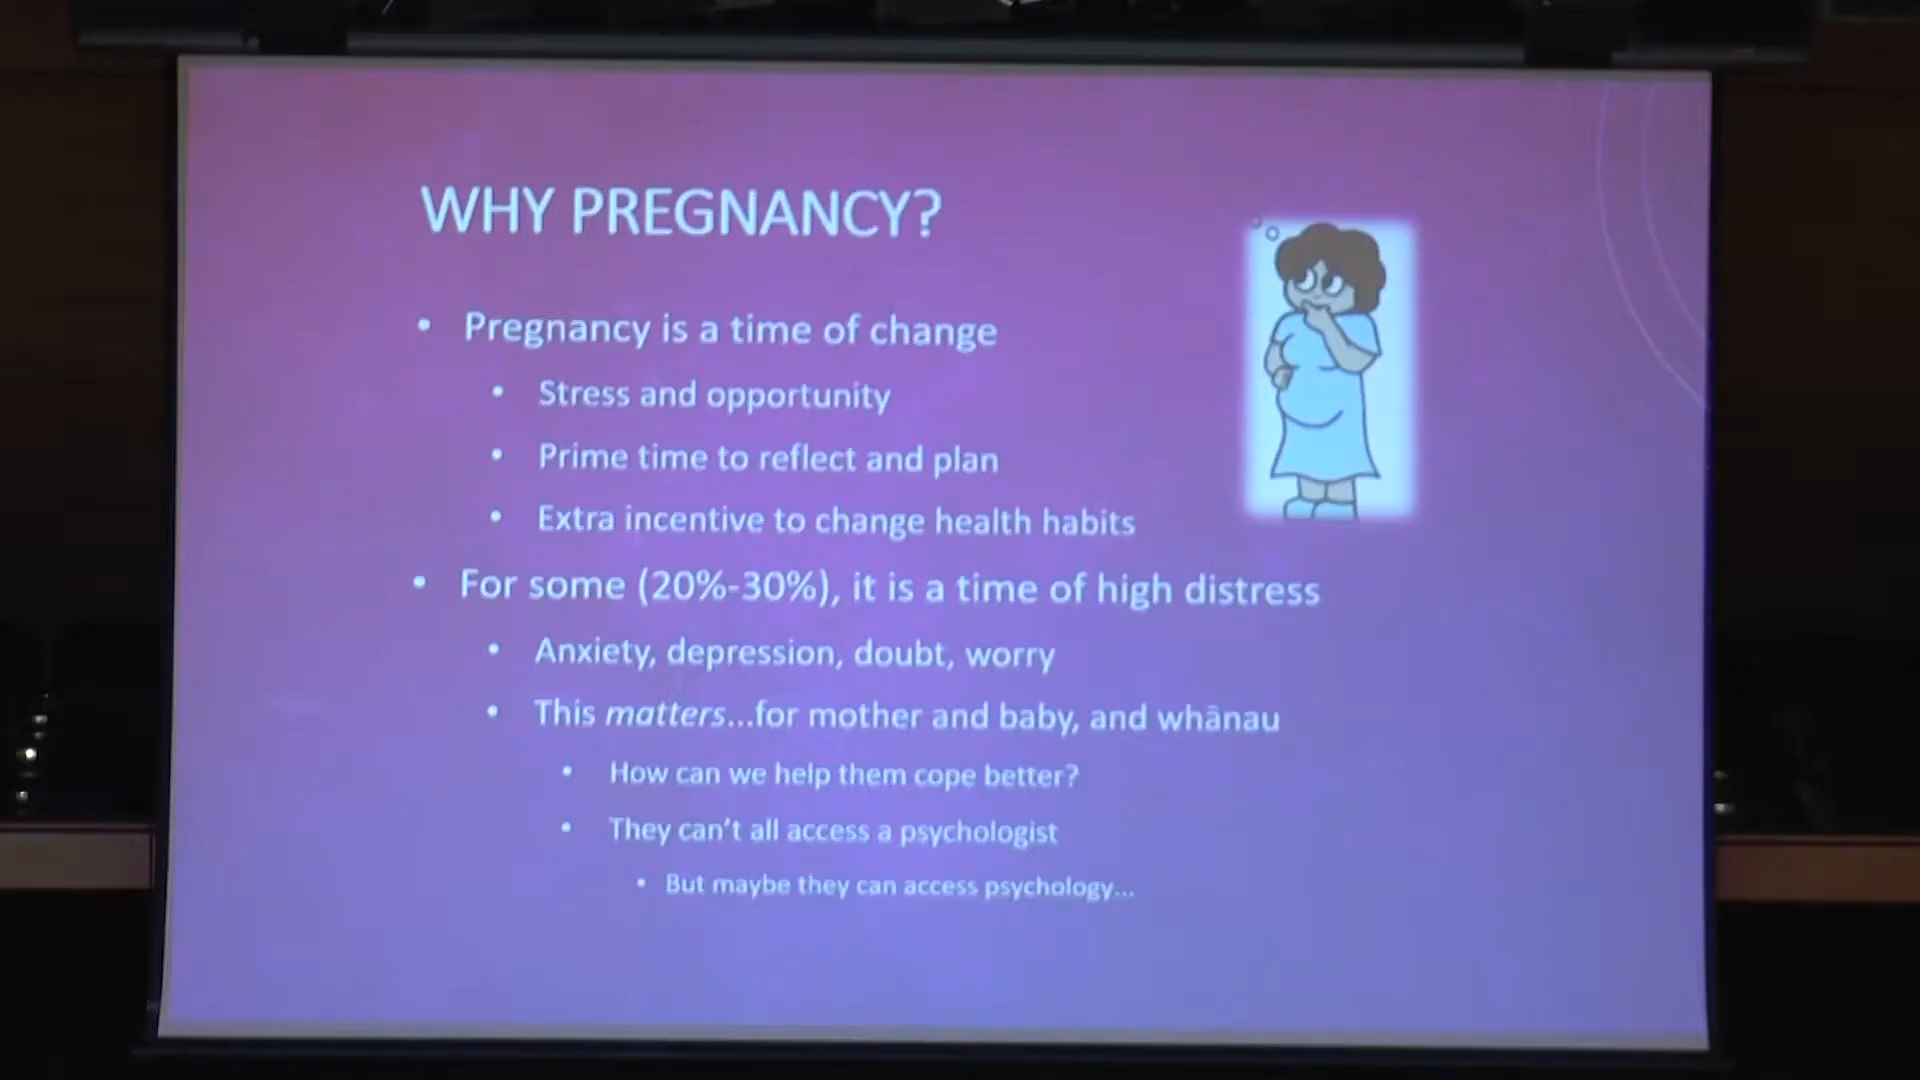 WHY PREGNANCY?
• Pregnancy is a time of change
• Stress and opportunity
• Prime time to reflect and plan
• Extra incentive to change health habits
• For some (20%-30%), it is a time of high distress
• Anxiety, depression, doubt, worry
• This matters...for mother and baby, and whānau
• How can we help them cope better?
• They can't all access a psychologist
• But maybe they can access psychology...